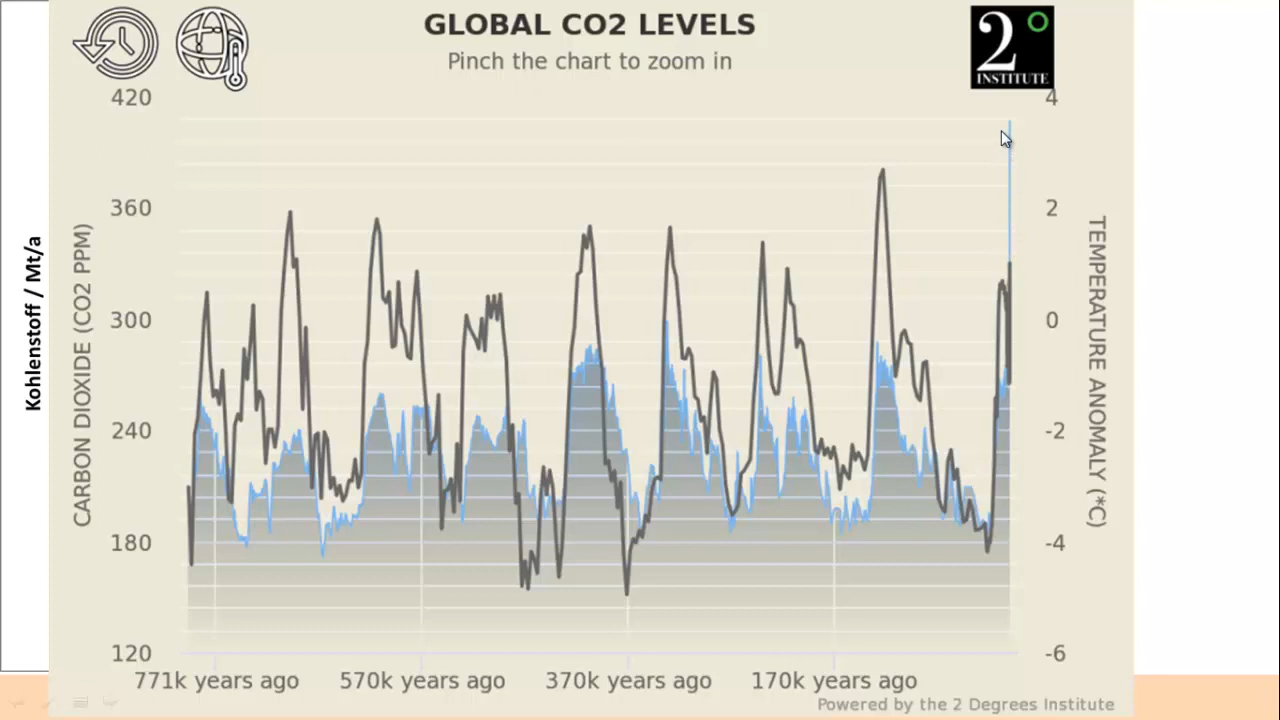 GLOBAL CO2 LEVELS
Pinch the chart to zoom in
2°
INSTITUTE
420
360
300
240
180
120
4
2
0
-2
-4
-6
CARBON DIOXIDE (CO2 PPM)
TEMPERATURE ANOMALY (*C)
Kohlenstoff / Mt/a
771k years ago
570k years ago
370k years ago
170k years ago
Powered by the 2 Degrees Institute